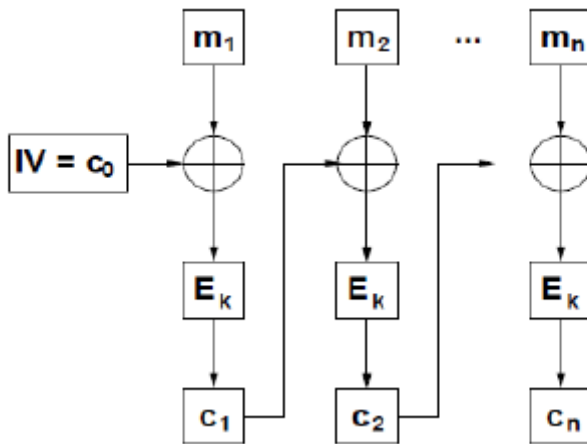 m₁ m₂ ... mₙ
IV = c₀
Eₖ Eₖ Eₖ
c₁ c₂ cₙ